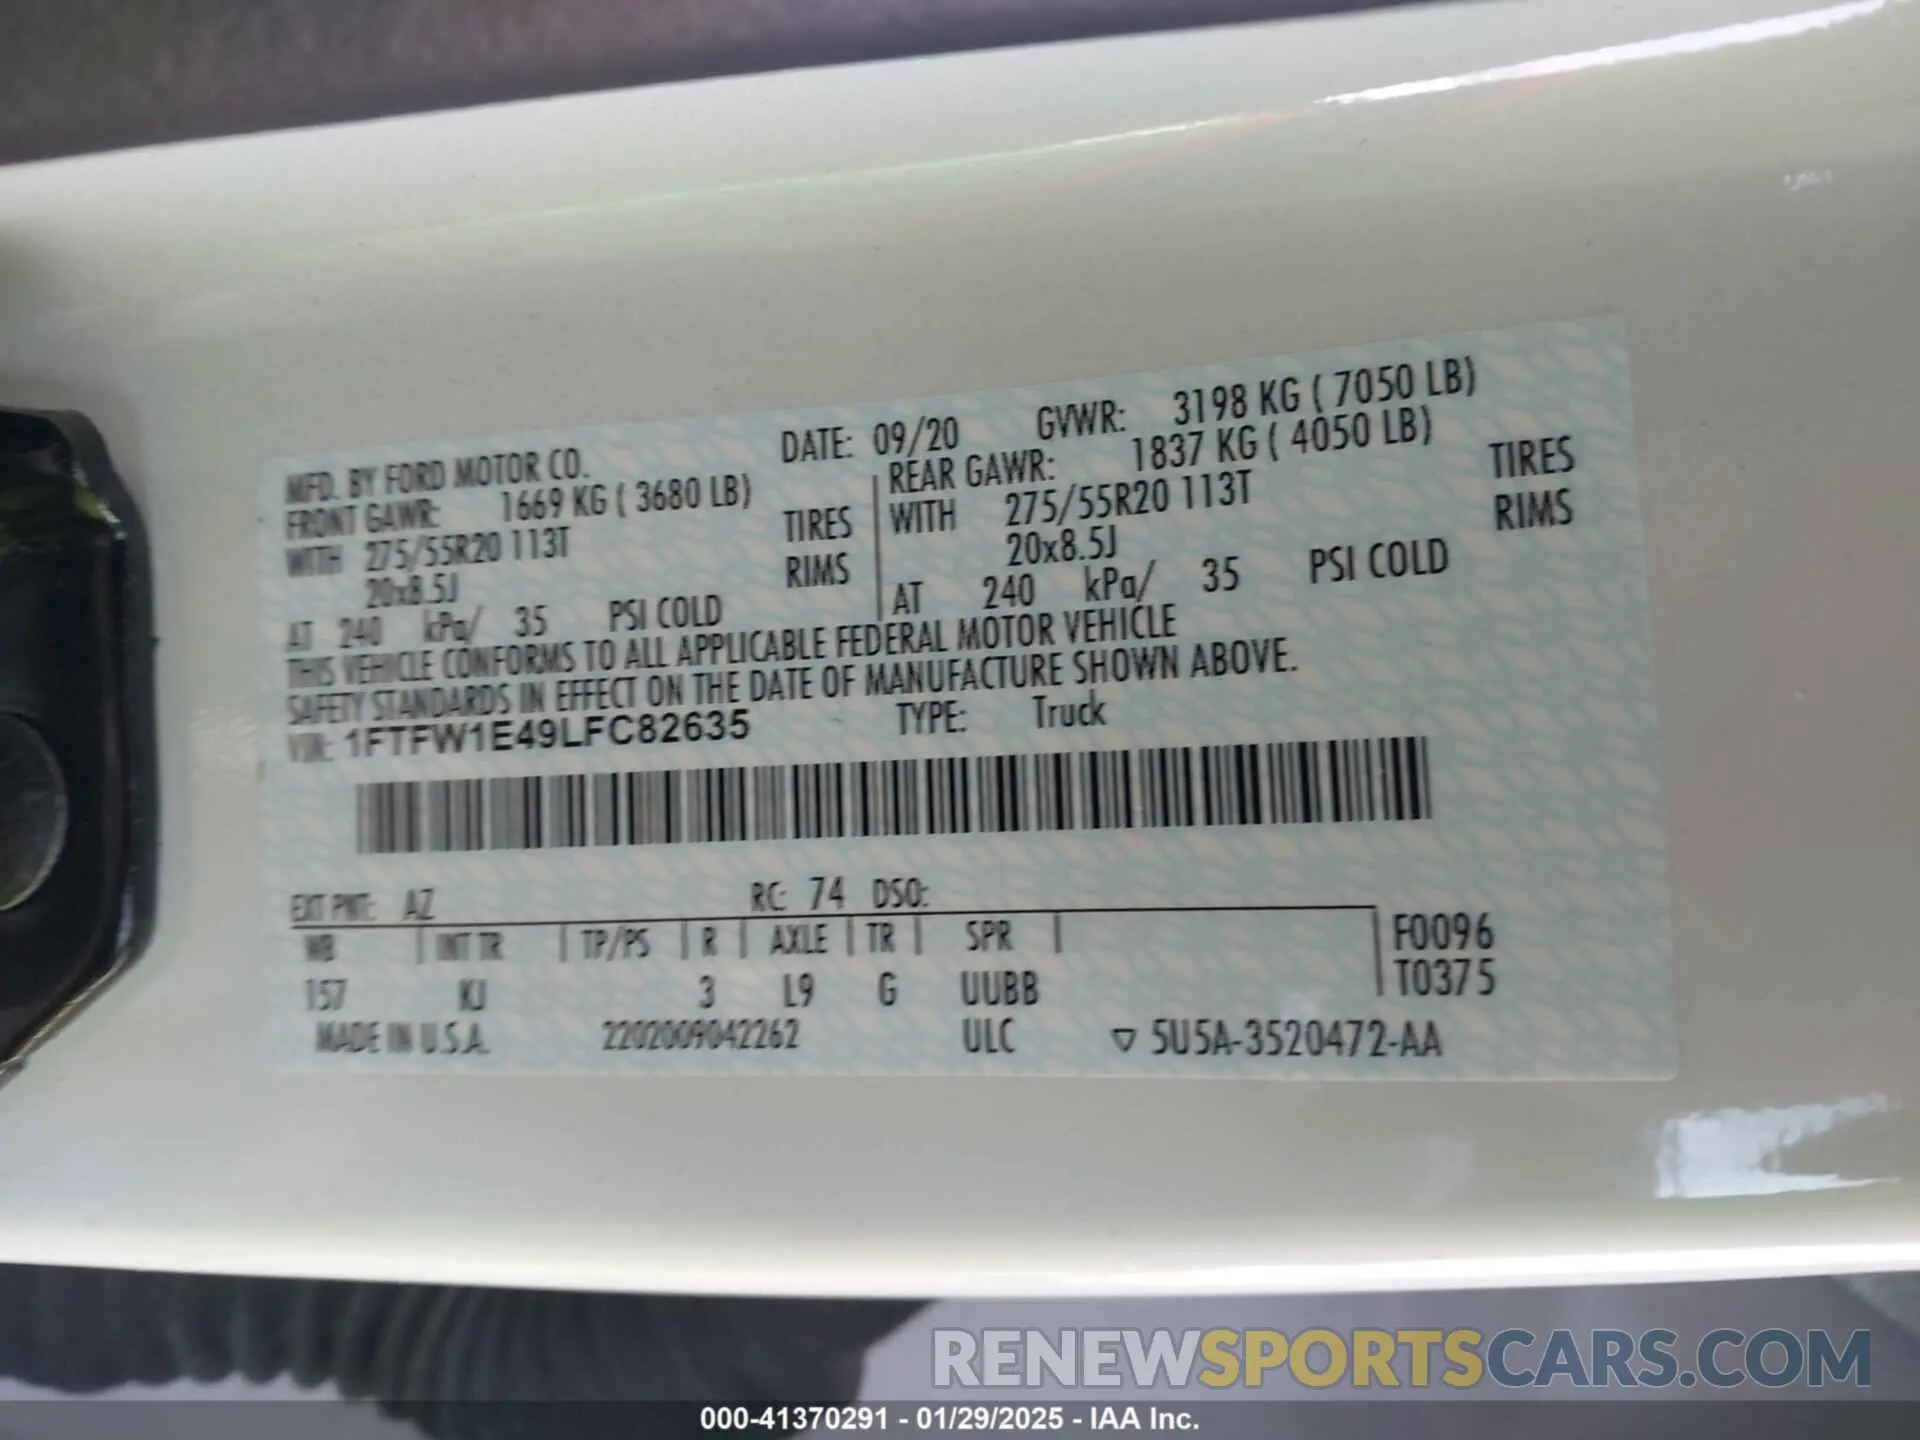 MFD. BY FORD MOTOR CO. DATE: 09/20 GVWR: 3198 KG ( 7050 LB)
FRONT GAWR: 1669 KG ( 3680 LB) REAR GAWR: 1837 KG ( 4050 LB)
WITH 275/55R20 113T TIRES WITH 275/55R20 113T TIRES
20x8.5J RIMS 20x8.5J RIMS
AT 240 kPa/ 35 PSI COLD AT 240 kPa/ 35 PSI COLD
THIS VEHICLE CONFORMS TO ALL APPLICABLE FEDERAL MOTOR VEHICLE
SAFETY STANDARDS IN EFFECT ON THE DATE OF MANUFACTURE SHOWN ABOVE.
VIN: 1FTFW1E49LFC82635 TYPE: Truck
EXT PNT: AZ RC: 74 DSO:
WB | INT TR | TP/PS | R | AXLE | TR | SPR | F0096
157 KJ 3 L9 G UUBB T0375
MADE IN U.S.A. 2202009042262 ULC ▽ 5U5A-3520472-AA
RENEWSPORTSCARS.COM
000-41370291 - 01/29/2025 - IAA Inc.